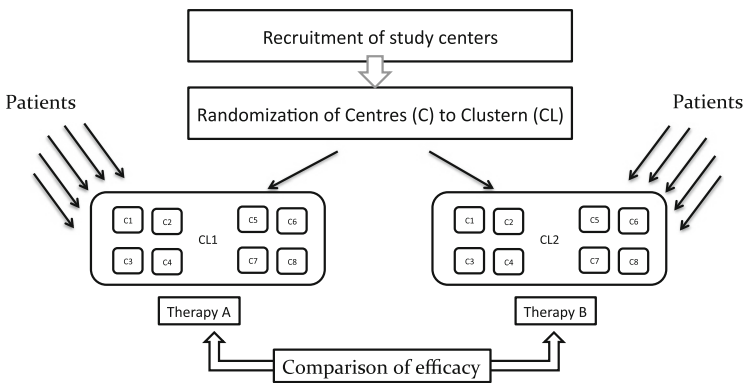 Recruitment of study centers
Randomization of Centres (C) to Clustern (CL)
Patients
Patients
C1 C2 C5 C6
CL1
C3 C4 C7 C8
C1 C2 C5 C6
CL2
C3 C4 C7 C8
Therapy A
Therapy B
Comparison of efficacy